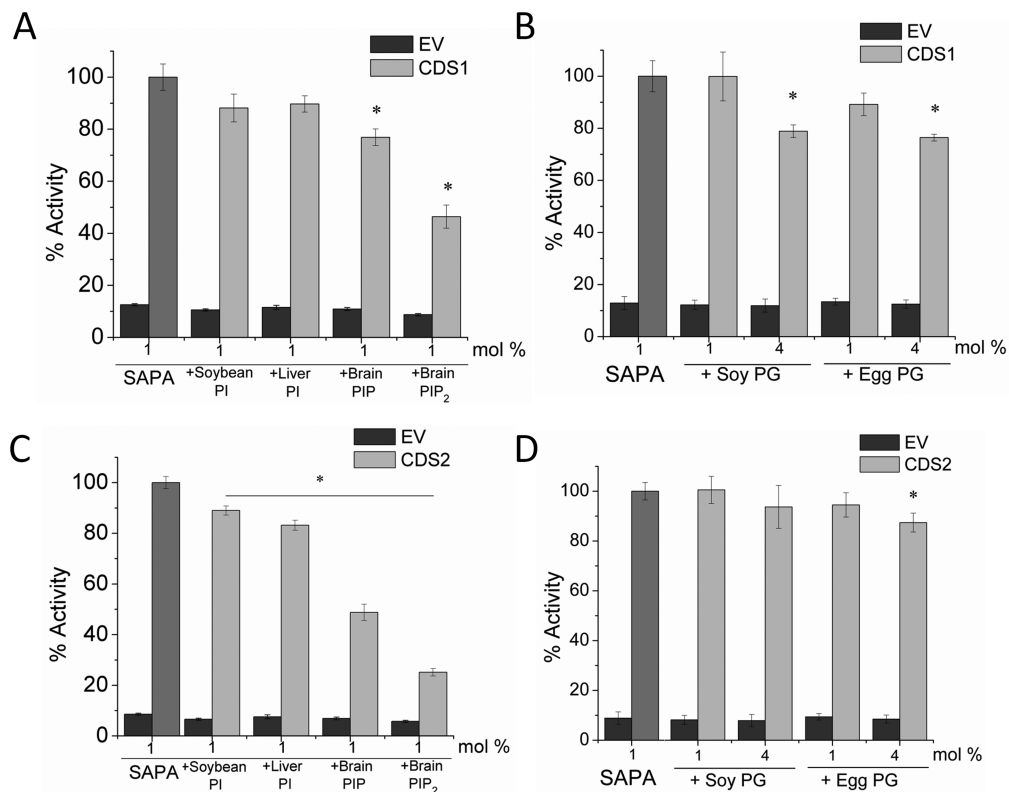 A
EV
CDS1
% Activity
100
80
60
40
20
0
*
*
1 1 1 1 1 mol %
SAPA +Soybean PI +Liver PI +Brain PIP +Brain PIP2
B
EV
CDS1
% Activity
100
80
60
40
20
0
*
*
1 1 4 1 4 mol %
SAPA + Soy PG + Egg PG
C
EV
CDS2
% Activity
100
80
60
40
20
0
*
1 1 1 1 1 mol %
SAPA +Soybean PI +Liver PI +Brain PIP +Brain PIP2
D
EV
CDS2
% Activity
100
80
60
40
20
0
*
1 1 4 1 4 mol %
SAPA + Soy PG + Egg PG